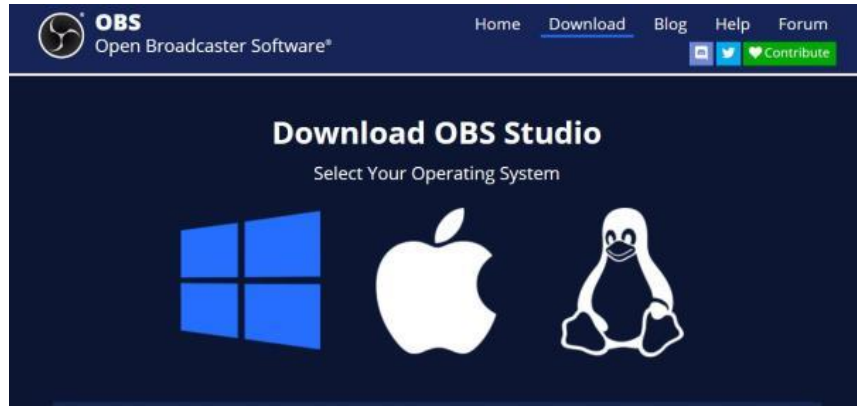 OBS
Open Broadcaster Software®
Home Download Blog Help Forum
Contribute
Download OBS Studio
Select Your Operating System